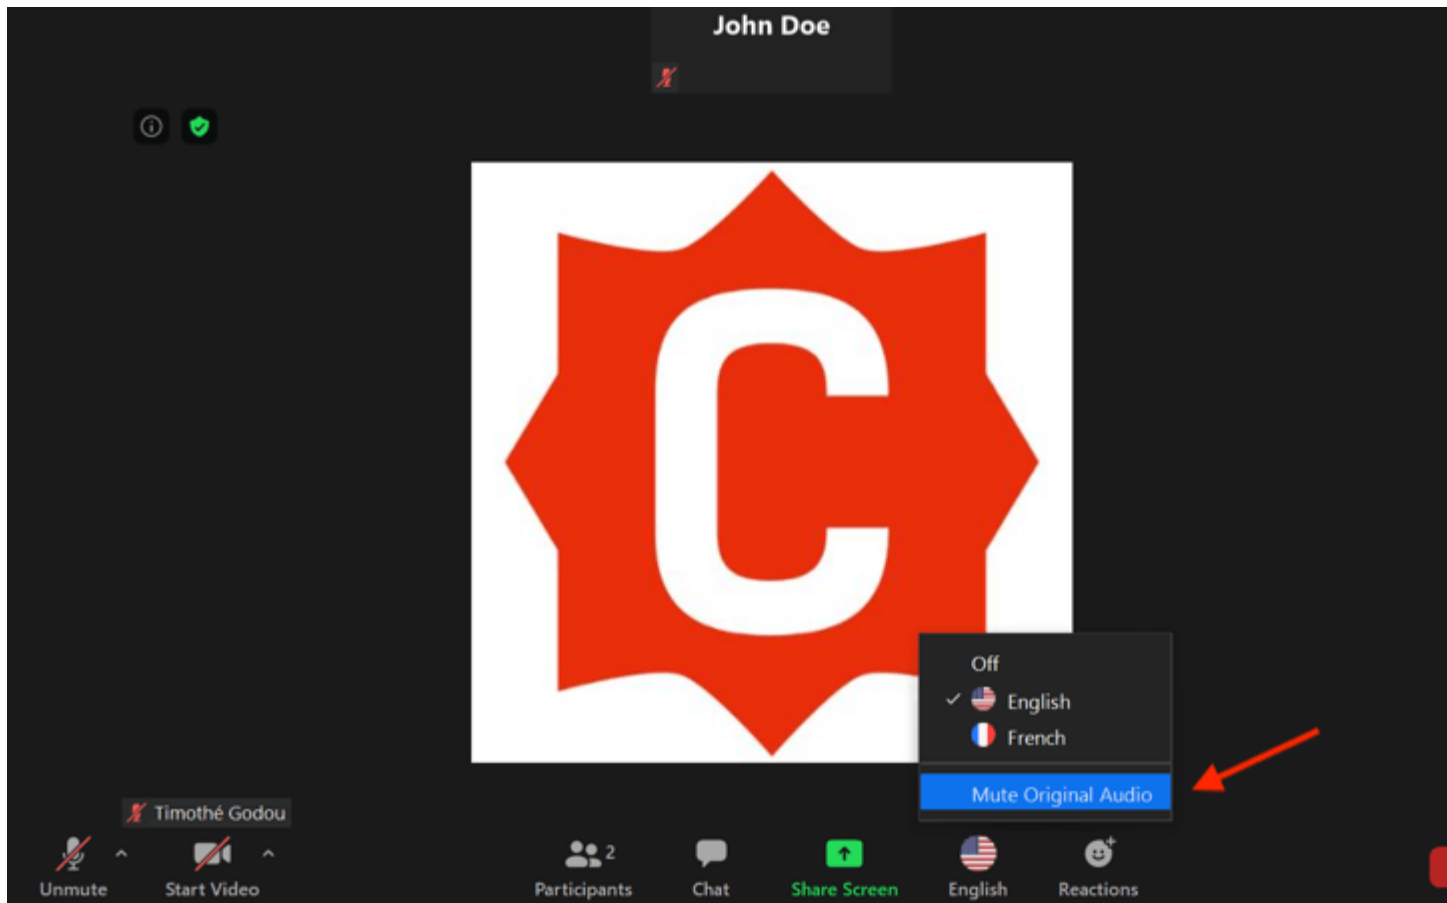 John Doe
C
Off
English
French
Mute Original Audio
Timothé Godou
Unmute
Start Video
2
Participants
Chat
Share Screen
English
Reactions